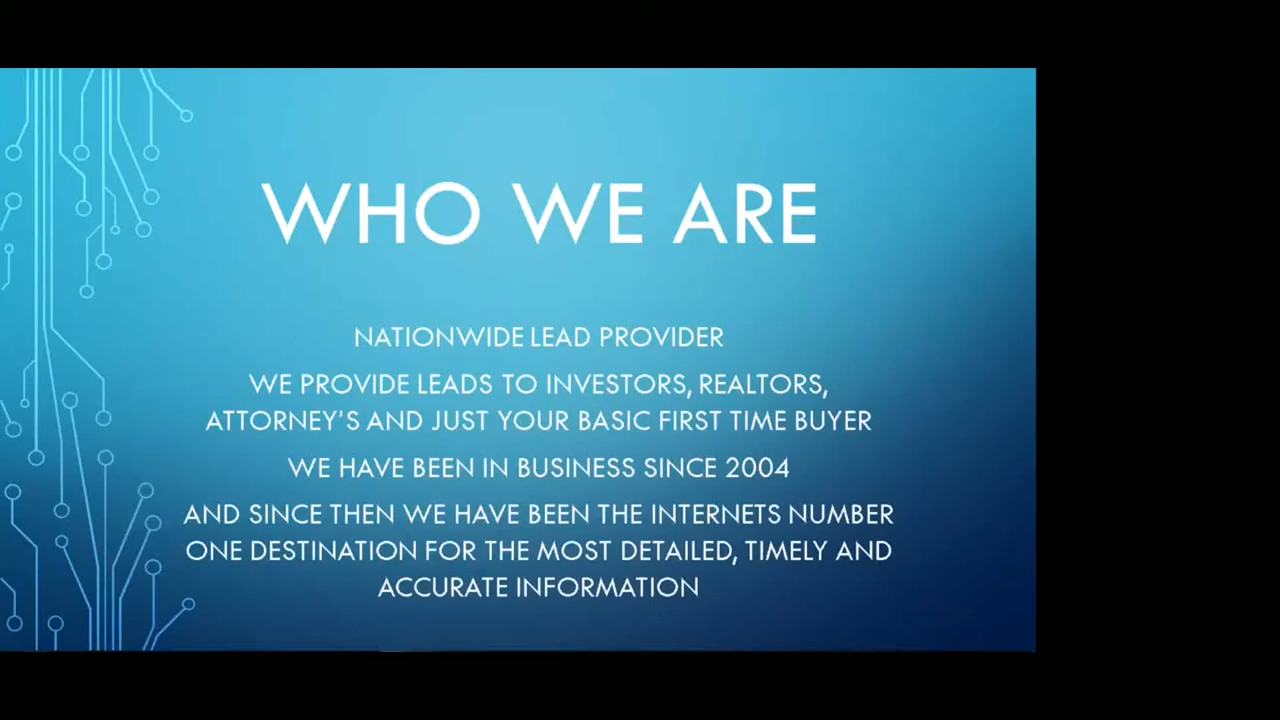 WHO WE ARE
NATIONWIDE LEAD PROVIDER
WE PROVIDE LEADS TO INVESTORS, REALTORS,
ATTORNEY'S AND JUST YOUR BASIC FIRST TIME BUYER
WE HAVE BEEN IN BUSINESS SINCE 2004
AND SINCE THEN WE HAVE BEEN THE INTERNETS NUMBER
ONE DESTINATION FOR THE MOST DETAILED, TIMELY AND
ACCURATE INFORMATION